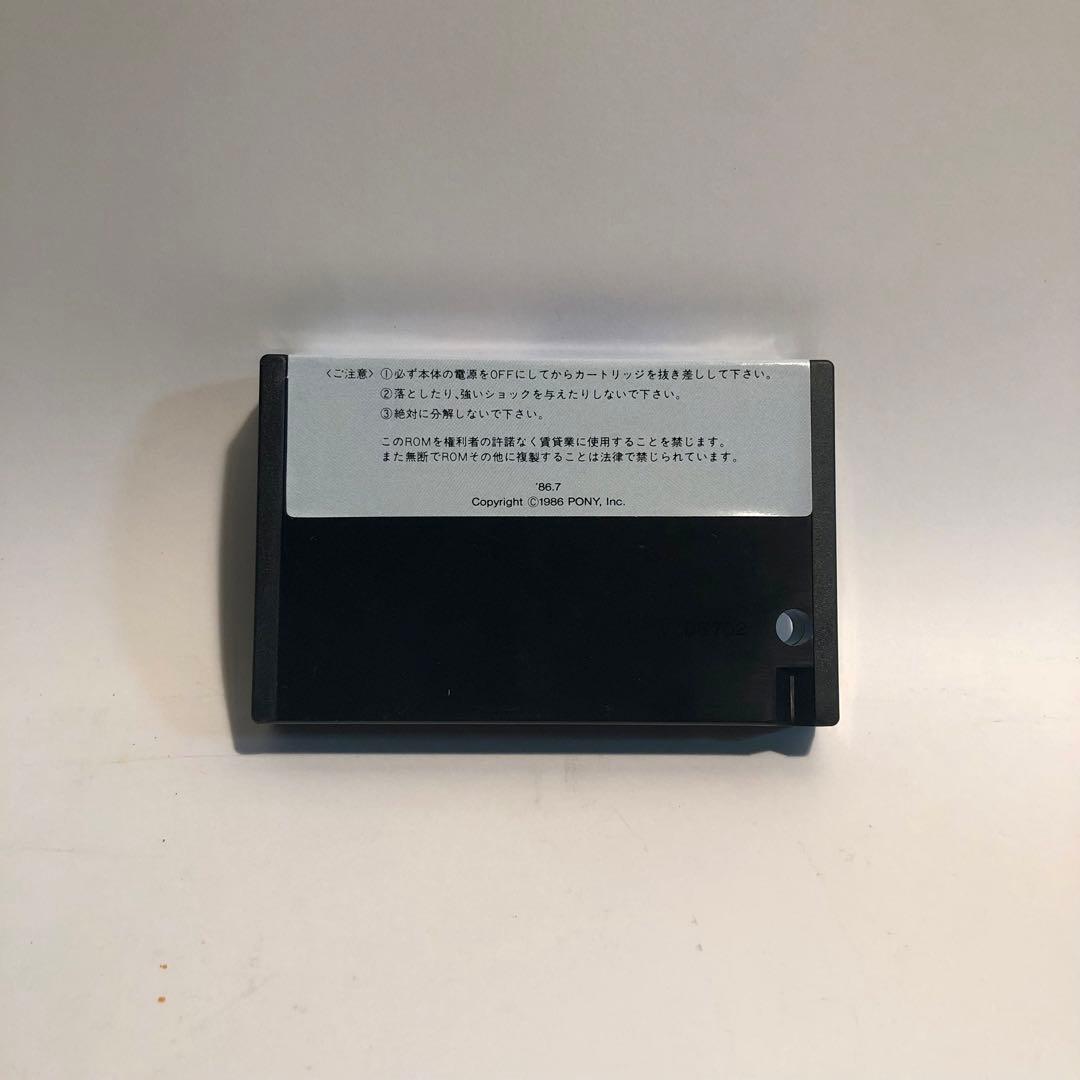 〈ご注意〉①必ず本体の電源をOFFにしてからカートリッジを抜き差しして下さい。
②落としたり、強いショックを与えたりしないで下さい。
③絶対に分解しないで下さい。
このROMを権利者の許諾なく賃貸業に使用することを禁じます。
また無断でROMその他に複製することは法律で禁じられています。
'86.7
Copyright ©1986 PONY, Inc.